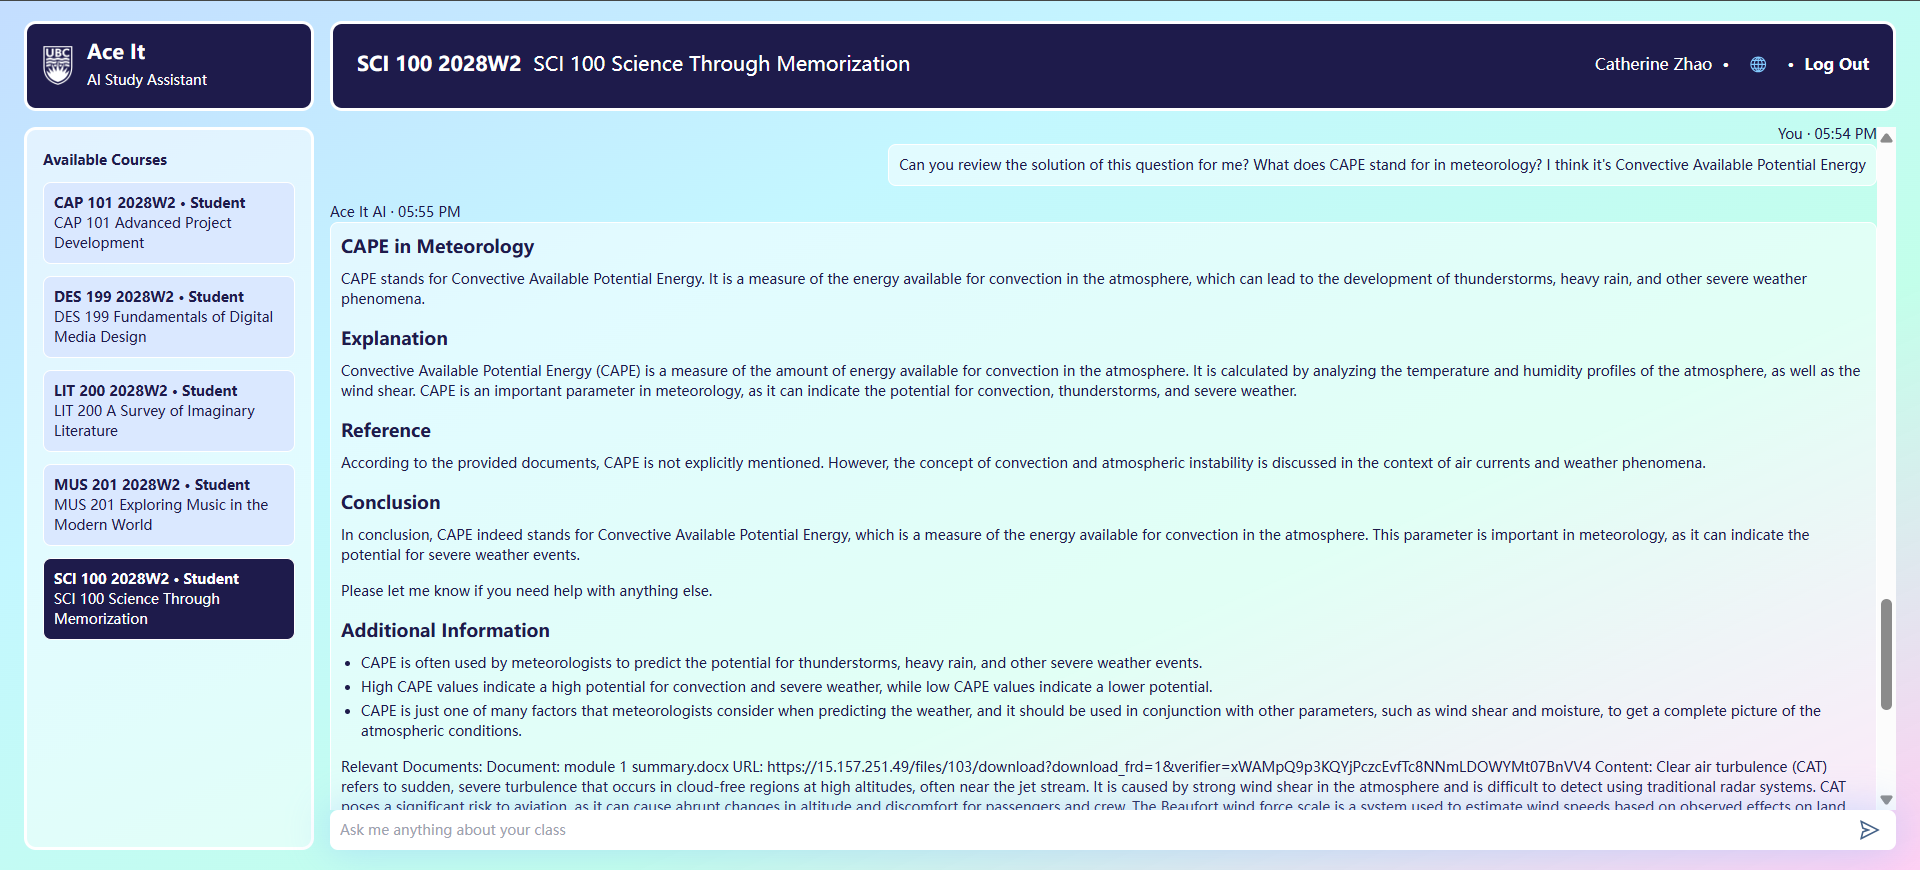 UBC
Ace It
AI Study Assistant
SCI 100 2028W2 SCI 100 Science Through Memorization
Catherine Zhao • • Log Out
Available Courses
CAP 101 2028W2 • Student
CAP 101 Advanced Project
Development
DES 199 2028W2 • Student
DES 199 Fundamentals of Digital
Media Design
LIT 200 2028W2 • Student
LIT 200 A Survey of Imaginary
Literature
MUS 201 2028W2 • Student
MUS 201 Exploring Music in the
Modern World
SCI 100 2028W2 • Student
SCI 100 Science Through
Memorization
You · 05:54 PM
Can you review the solution of this question for me? What does CAPE stand for in meteorology? I think it's Convective Available Potential Energy
Ace It AI · 05:55 PM
CAPE in Meteorology
CAPE stands for Convective Available Potential Energy. It is a measure of the energy available for convection in the atmosphere, which can lead to the development of thunderstorms, heavy rain, and other severe weather
phenomena.
Explanation
Convective Available Potential Energy (CAPE) is a measure of the amount of energy available for convection in the atmosphere. It is calculated by analyzing the temperature and humidity profiles of the atmosphere, as well as the
wind shear. CAPE is an important parameter in meteorology, as it can indicate the potential for convection, thunderstorms, and severe weather.
Reference
According to the provided documents, CAPE is not explicitly mentioned. However, the concept of convection and atmospheric instability is discussed in the context of air currents and weather phenomena.
Conclusion
In conclusion, CAPE indeed stands for Convective Available Potential Energy, which is a measure of the energy available for convection in the atmosphere. This parameter is important in meteorology, as it can indicate the
potential for severe weather events.
Please let me know if you need help with anything else.
Additional Information
• CAPE is often used by meteorologists to predict the potential for thunderstorms, heavy rain, and other severe weather events.
• High CAPE values indicate a high potential for convection and severe weather, while low CAPE values indicate a lower potential.
• CAPE is just one of many factors that meteorologists consider when predicting the weather, and it should be used in conjunction with other parameters, such as wind shear and moisture, to get a complete picture of the
atmospheric conditions.
Relevant Documents: Document: module 1 summary.docx URL: https://15.157.251.49/files/103/download?download_frd=1&verifier=xWAMpQ9p3KQYjPczcEvfTc8NNmLDOWYMt07BnVV4 Content: Clear air turbulence (CAT)
refers to sudden, severe turbulence that occurs in cloud-free regions at high altitudes, often near the jet stream. It is caused by strong wind shear in the atmosphere and is difficult to detect using traditional radar systems. CAT
poses a significant risk to aviation, as it can cause abrupt changes in altitude and discomfort for passengers and crew. The Beaufort wind force scale is a system used to estimate wind speeds based on observed effects on land
Ask me anything about your class